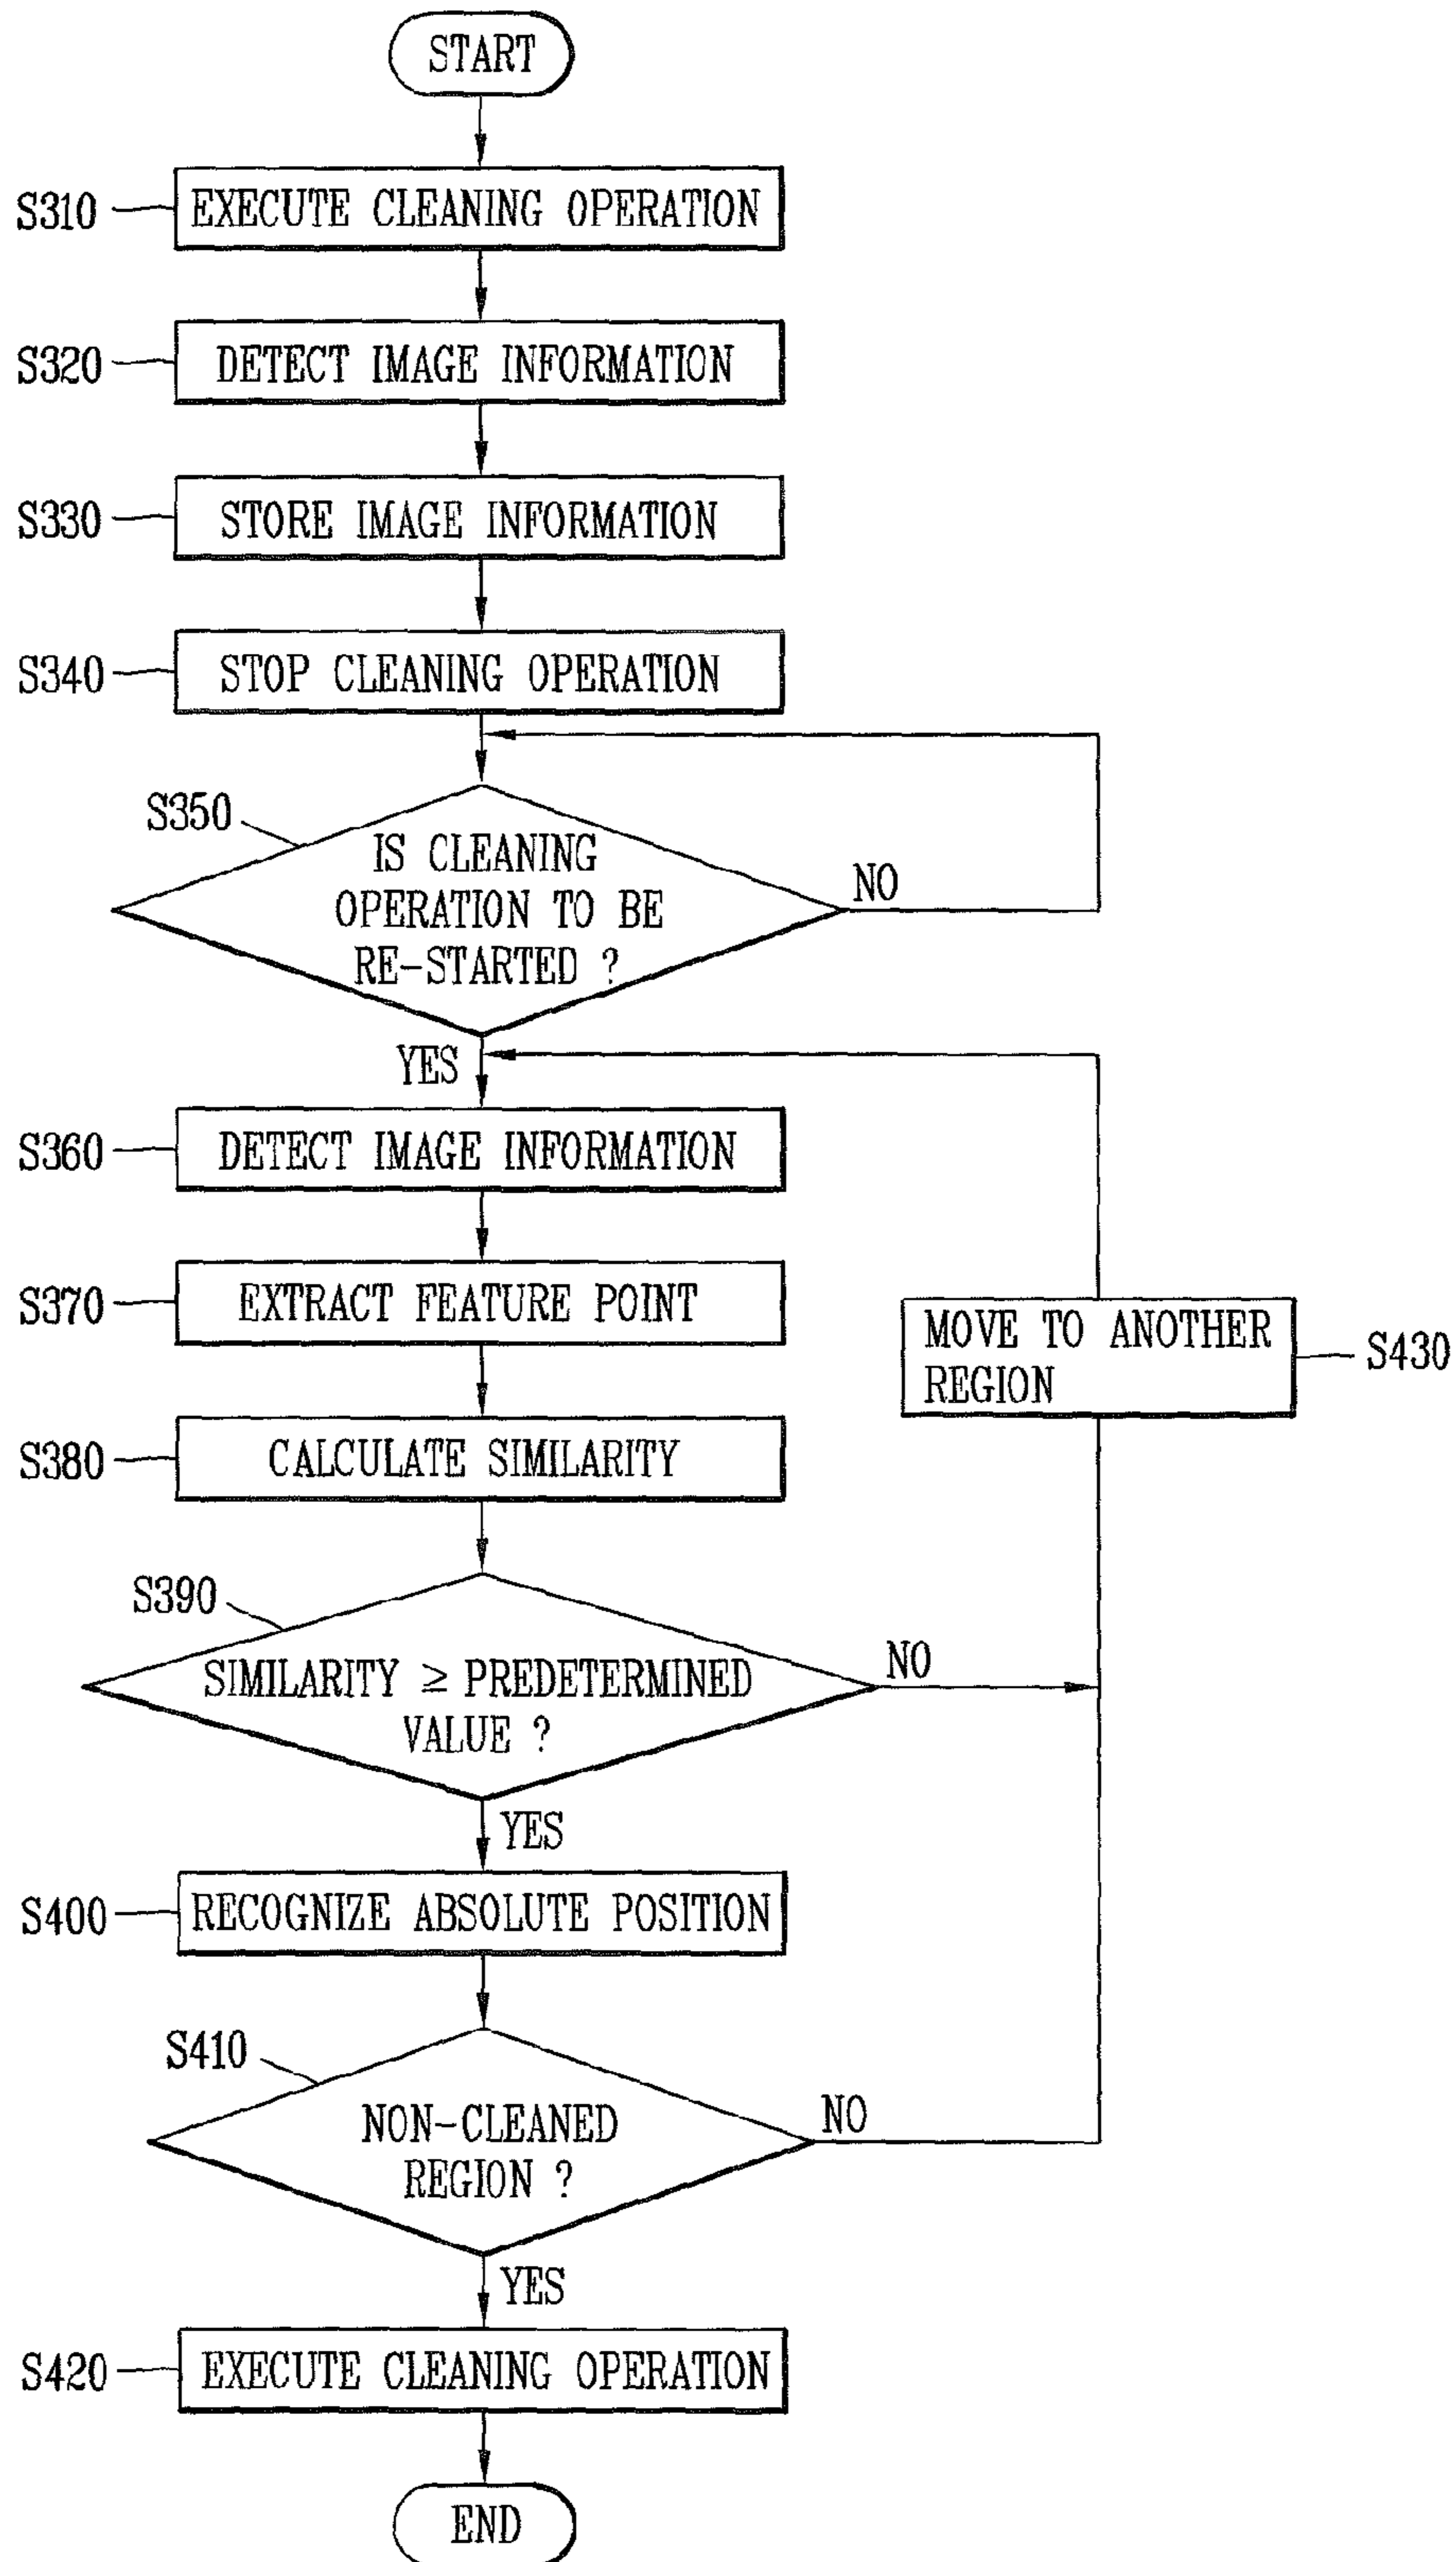 START
S310
EXECUTE CLEANING OPERATION
S320
DETECT IMAGE INFORMATION
S330
STORE IMAGE INFORMATION
S340
STOP CLEANING OPERATION
S350
IS CLEANING
OPERATION TO BE
RE-STARTED ?
NO
YES
S360
DETECT IMAGE INFORMATION
S370
EXTRACT FEATURE POINT
MOVE TO ANOTHER
REGION
S430
S380
CALCULATE SIMILARITY
S390
SIMILARITY ≥ PREDETERMINED
VALUE ?
NO
YES
S400
RECOGNIZE ABSOLUTE POSITION
S410
NON-CLEANED
REGION ?
NO
YES
S420
EXECUTE CLEANING OPERATION
END